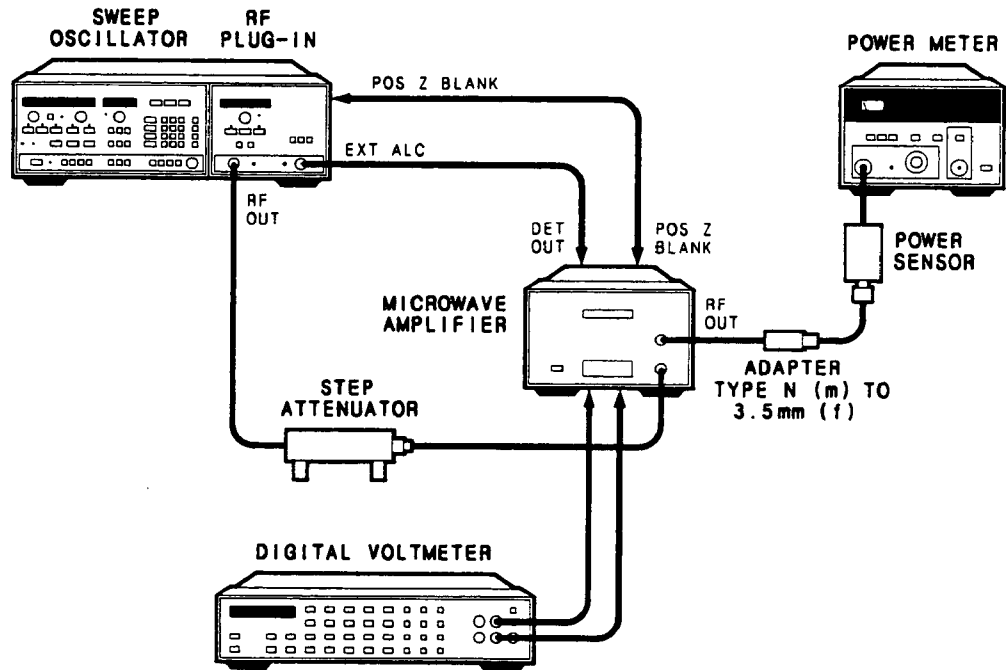 SWEEP
OSCILLATOR
RF
PLUG-IN
POWER METER
POS Z BLANK
EXT ALC
RF
OUT
DET
OUT
POS Z
BLANK
POWER
SENSOR
MICROWAVE
AMPLIFIER
RF
OUT
ADAPTER
TYPE N (m) TO
3.5mm (f)
STEP
ATTENUATOR
DIGITAL VOLTMETER